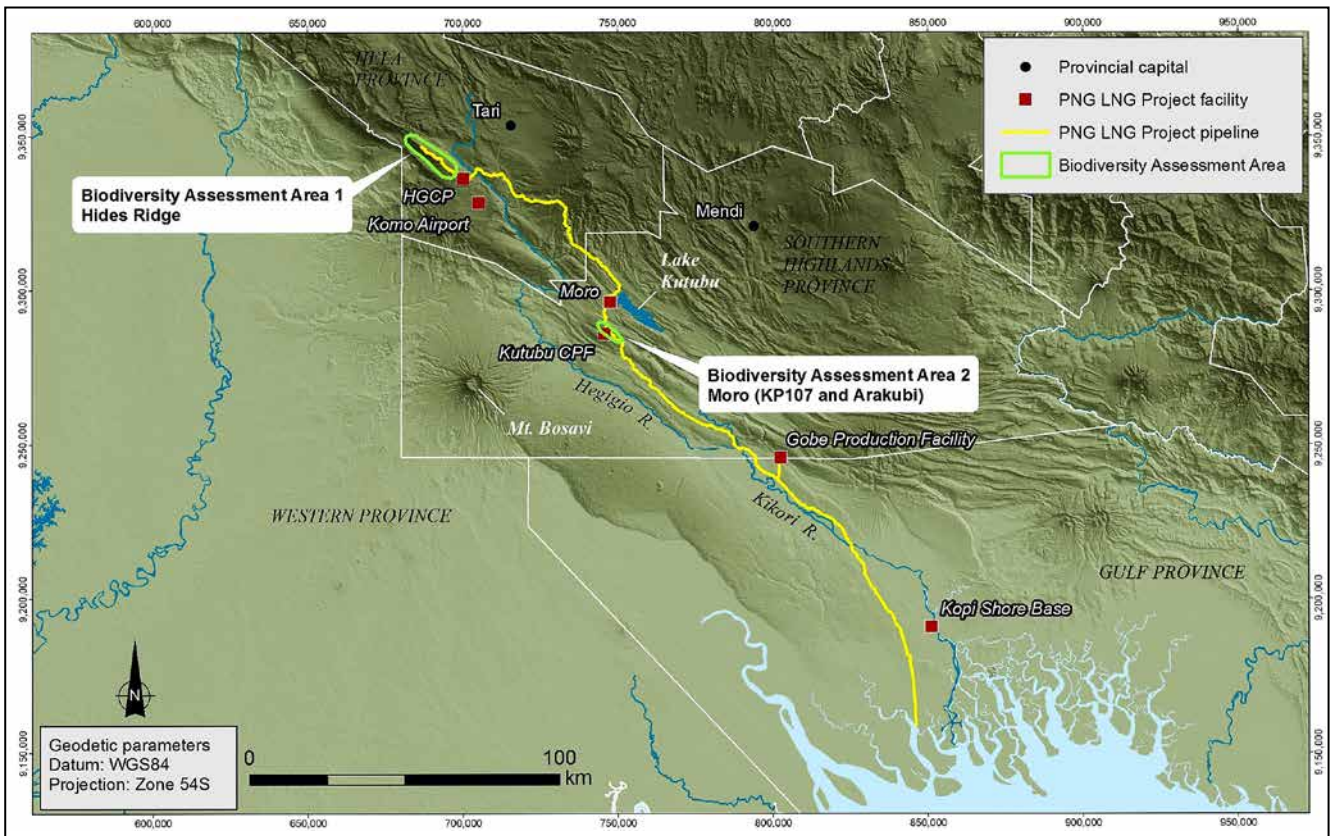 600,000
650,000
700,000
750,000
800,000
850,000
900,000
950,000
HELA
PROVINCE
Tari
Provincial capital
PNG LNG Project facility
PNG LNG Project pipeline
Biodiversity Assessment Area
9,350,000
9,350,000
Biodiversity Assessment Area 1
Hides Ridge
HGCP
Komo Airport
Mendi
SOUTHERN
HIGHLANDS
PROVINCE
Lake
Kutubu
Moro
9,300,000
9,300,000
Kutubu CPF
Biodiversity Assessment Area 2
Moro (KP107 and Arakubi)
Hegigio R.
Mt. Bosavi
Gobe Production Facility
9,250,000
9,250,000
WESTERN PROVINCE
Kikori R.
GULF PROVINCE
9,200,000
9,200,000
Kopi Shore Base
N
Geodetic parameters
Datum: WGS84
Projection: Zone 54S
0
100
km
9,150,000
9,150,000
600,000
650,000
700,000
750,000
800,000
850,000
900,000
950,000